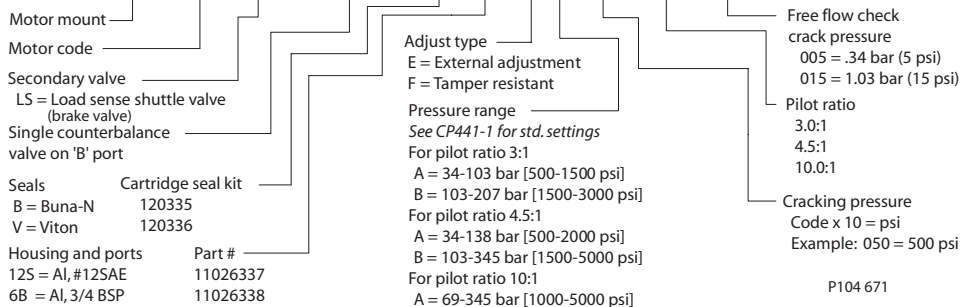 Motor mount
Motor code
Secondary valve
LS = Load sense shuttle valve
(brake valve)
Single counterbalance
valve on 'B' port
Seals Cartridge seal kit
B = Buna-N 120335
V = Viton 120336
Housing and ports Part #
12S = Al, #12SAE 11026337
6B = Al, 3/4 BSP 11026338
Adjust type
E = External adjustment
F = Tamper resistant
Pressure range
See CP441-1 for std. settings
For pilot ratio 3:1
A = 34-103 bar [500-1500 psi]
B = 103-207 bar [1500-3000 psi]
For pilot ratio 4.5:1
A = 34-138 bar [500-2000 psi]
B = 103-345 bar [1500-5000 psi]
For pilot ratio 10:1
A = 69-345 bar [1000-5000 psi]
Free flow check
crack pressure
005 = .34 bar (5 psi)
015 = 1.03 bar (15 psi)
Pilot ratio
3.0:1
4.5:1
10.0:1
Cracking pressure
Code x 10 = psi
Example: 050 = 500 psi
P104 671